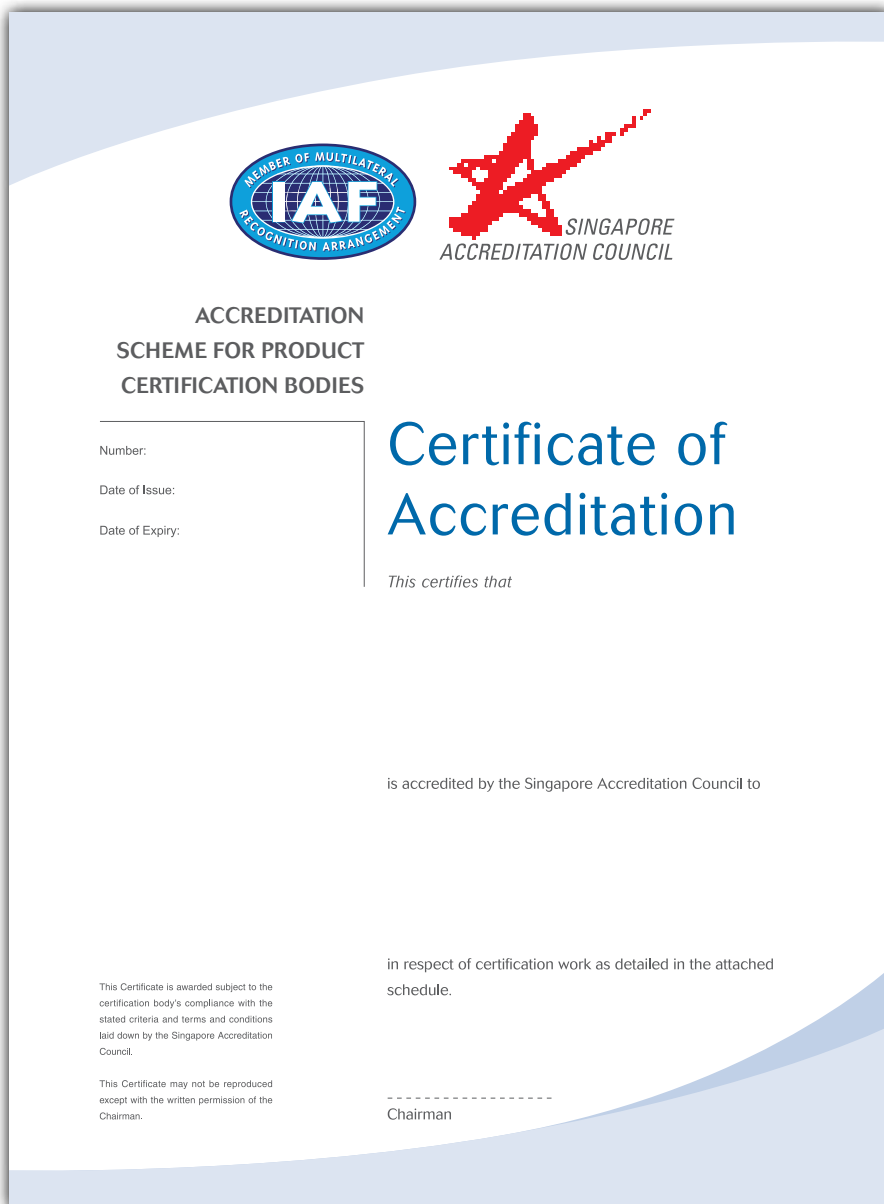 MEMBER OF MULTILATERAL
IAF
RECOGNITION ARRANGEMENT
SINGAPORE
ACCREDITATION COUNCIL
ACCREDITATION
SCHEME FOR PRODUCT
CERTIFICATION BODIES
Number:
Date of Issue:
Date of Expiry:
Certificate of
Accreditation
This certifies that
is accredited by the Singapore Accreditation Council to
in respect of certification work as detailed in the attached
schedule.
This Certificate is awarded subject to the
certification body's compliance with the
stated criteria and terms and conditions
laid down by the Singapore Accreditation
Council.
This Certificate may not be reproduced
except with the written permission of the
Chairman.
Chairman